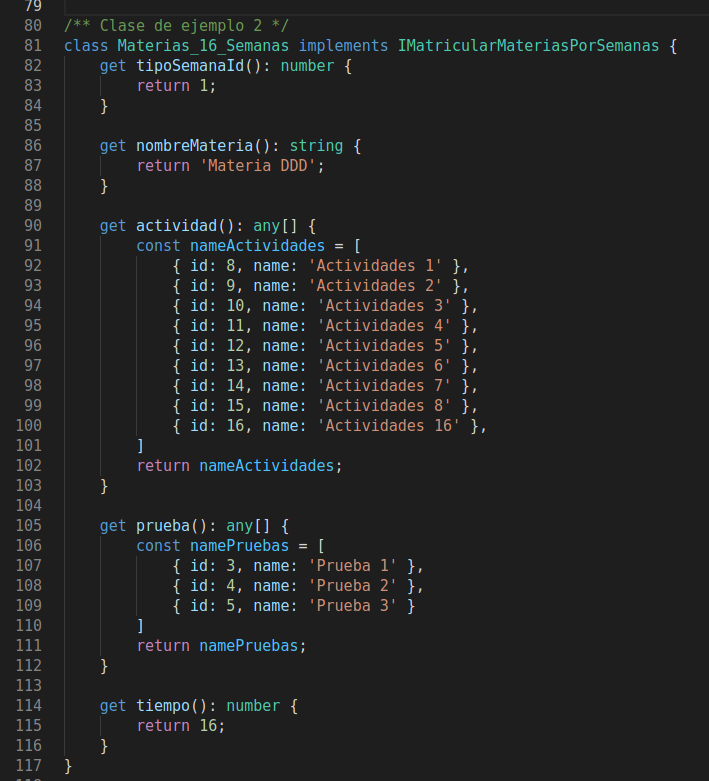 79
80 /** Clase de ejemplo 2 */
81 class Materias_16_Semanas implements IMatricularMateriasPorSemanas {
82     get tipoSemanaId(): number {
83         return 1;
84     }
85
86     get nombreMateria(): string {
87         return 'Materia DDD';
88     }
89
90     get actividad(): any[] {
91         const nameActividades = [
92             { id: 8, name: 'Actividades 1' },
93             { id: 9, name: 'Actividades 2' },
94             { id: 10, name: 'Actividades 3' },
95             { id: 11, name: 'Actividades 4' },
96             { id: 12, name: 'Actividades 5' },
97             { id: 13, name: 'Actividades 6' },
98             { id: 14, name: 'Actividades 7' },
99             { id: 15, name: 'Actividades 8' },
100             { id: 16, name: 'Actividades 16' },
101         ]
102         return nameActividades;
103     }
104
105     get prueba(): any[] {
106         const namePruebas = [
107             { id: 3, name: 'Prueba 1' },
108             { id: 4, name: 'Prueba 2' },
109             { id: 5, name: 'Prueba 3' }
110         ]
111         return namePruebas;
112     }
113
114     get tiempo(): number {
115         return 16;
116     }
117 }